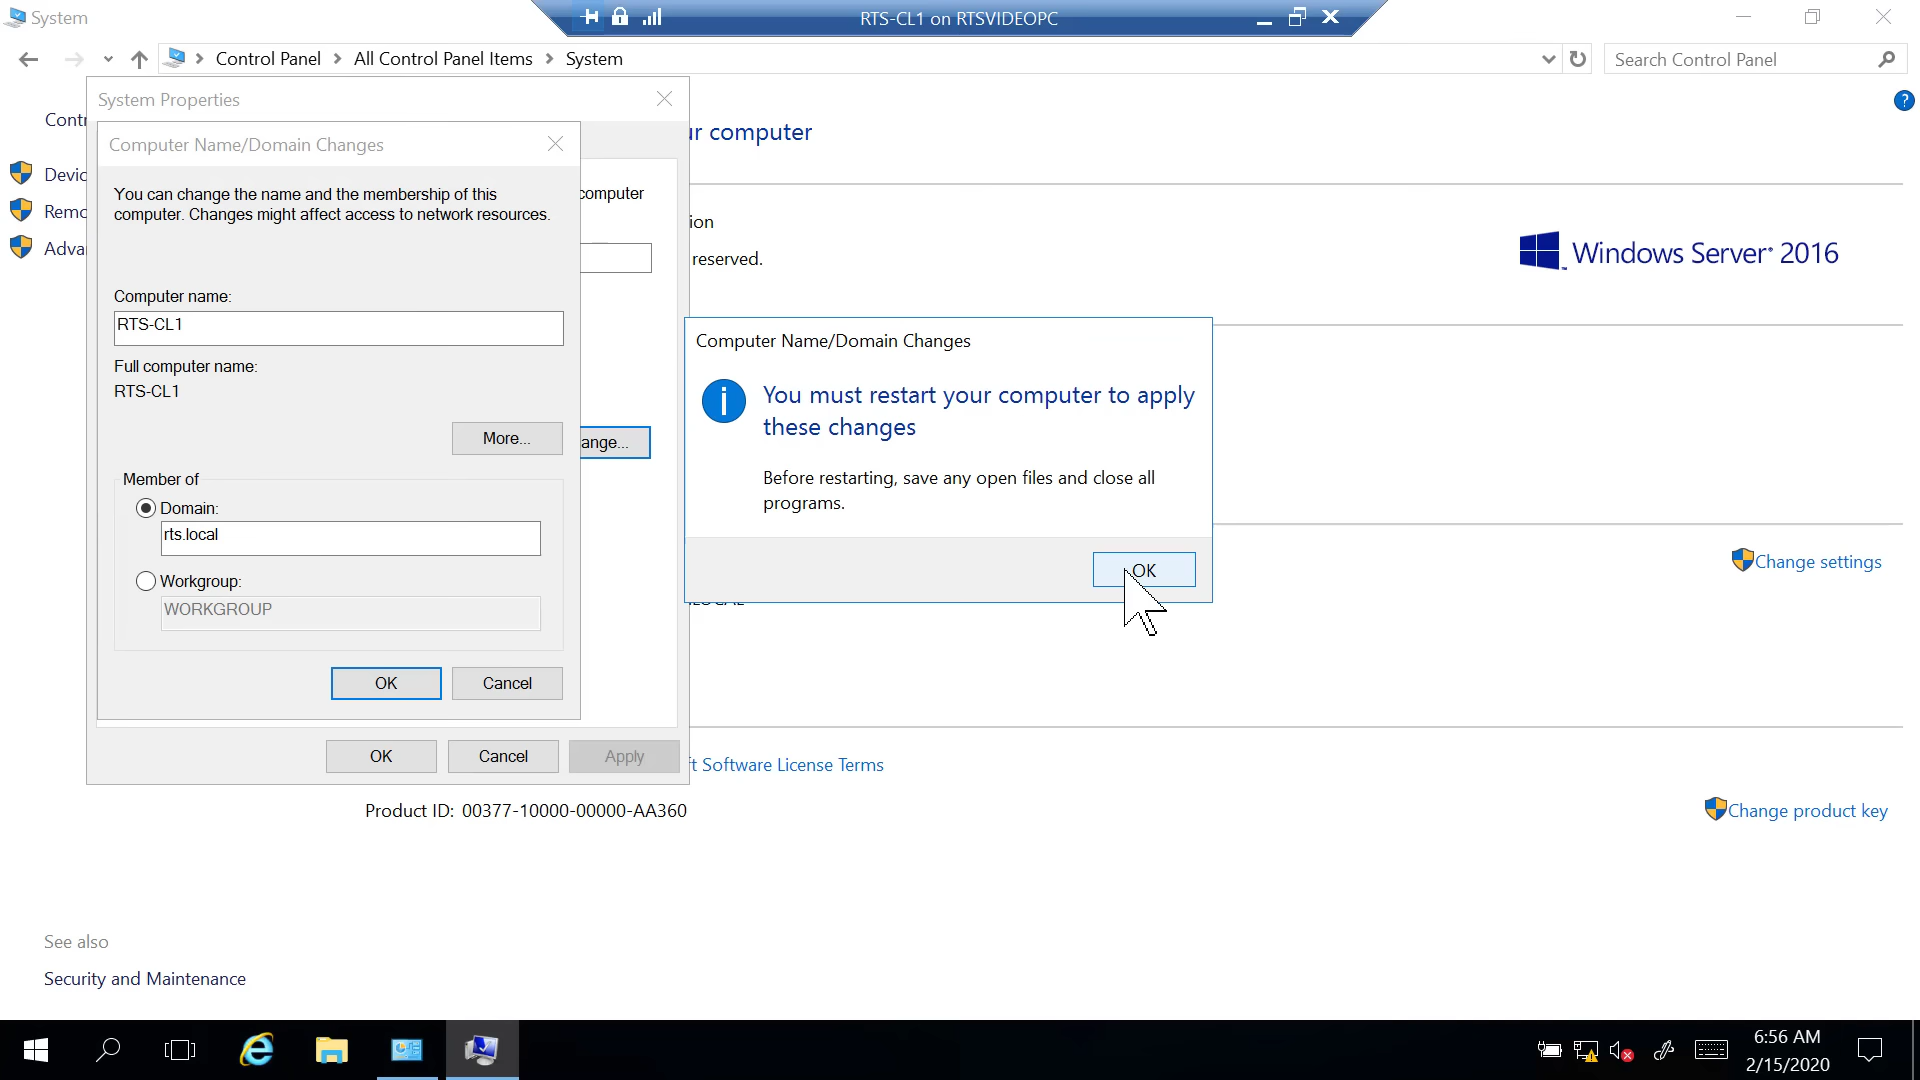 System
RTS-CL1 on RTSVIDEOPC
Control Panel
All Control Panel Items
System
Search Control Panel
System Properties
?
Contr
Computer Name/Domain Changes
ur computer
Devic
You can change the name and the membership of this
computer. Changes might affect access to network resources.
computer
Remo
ion
Adva
reserved.
Windows Server 2016
Computer name:
RTS-CL1
Full computer name:
RTS-CL1
More...
ange...
Member of
Domain:
rts.local
Workgroup:
WORKGROUP
OK
Cancel
Computer Name/Domain Changes
You must restart your computer to apply
these changes
Before restarting, save any open files and close all
programs.
OK
Change settings
OK
Cancel
Apply
ft Software License Terms
Product ID: 00377-10000-00000-AA360
Change product key
See also
Security and Maintenance
6:56 AM
2/15/2020